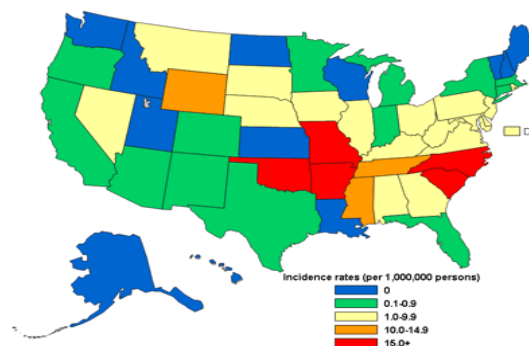 D
Incidence rates (per 1,000,000 persons)
0
0.1-0.9
1.0-9.9
10.0-14.9
15.0+